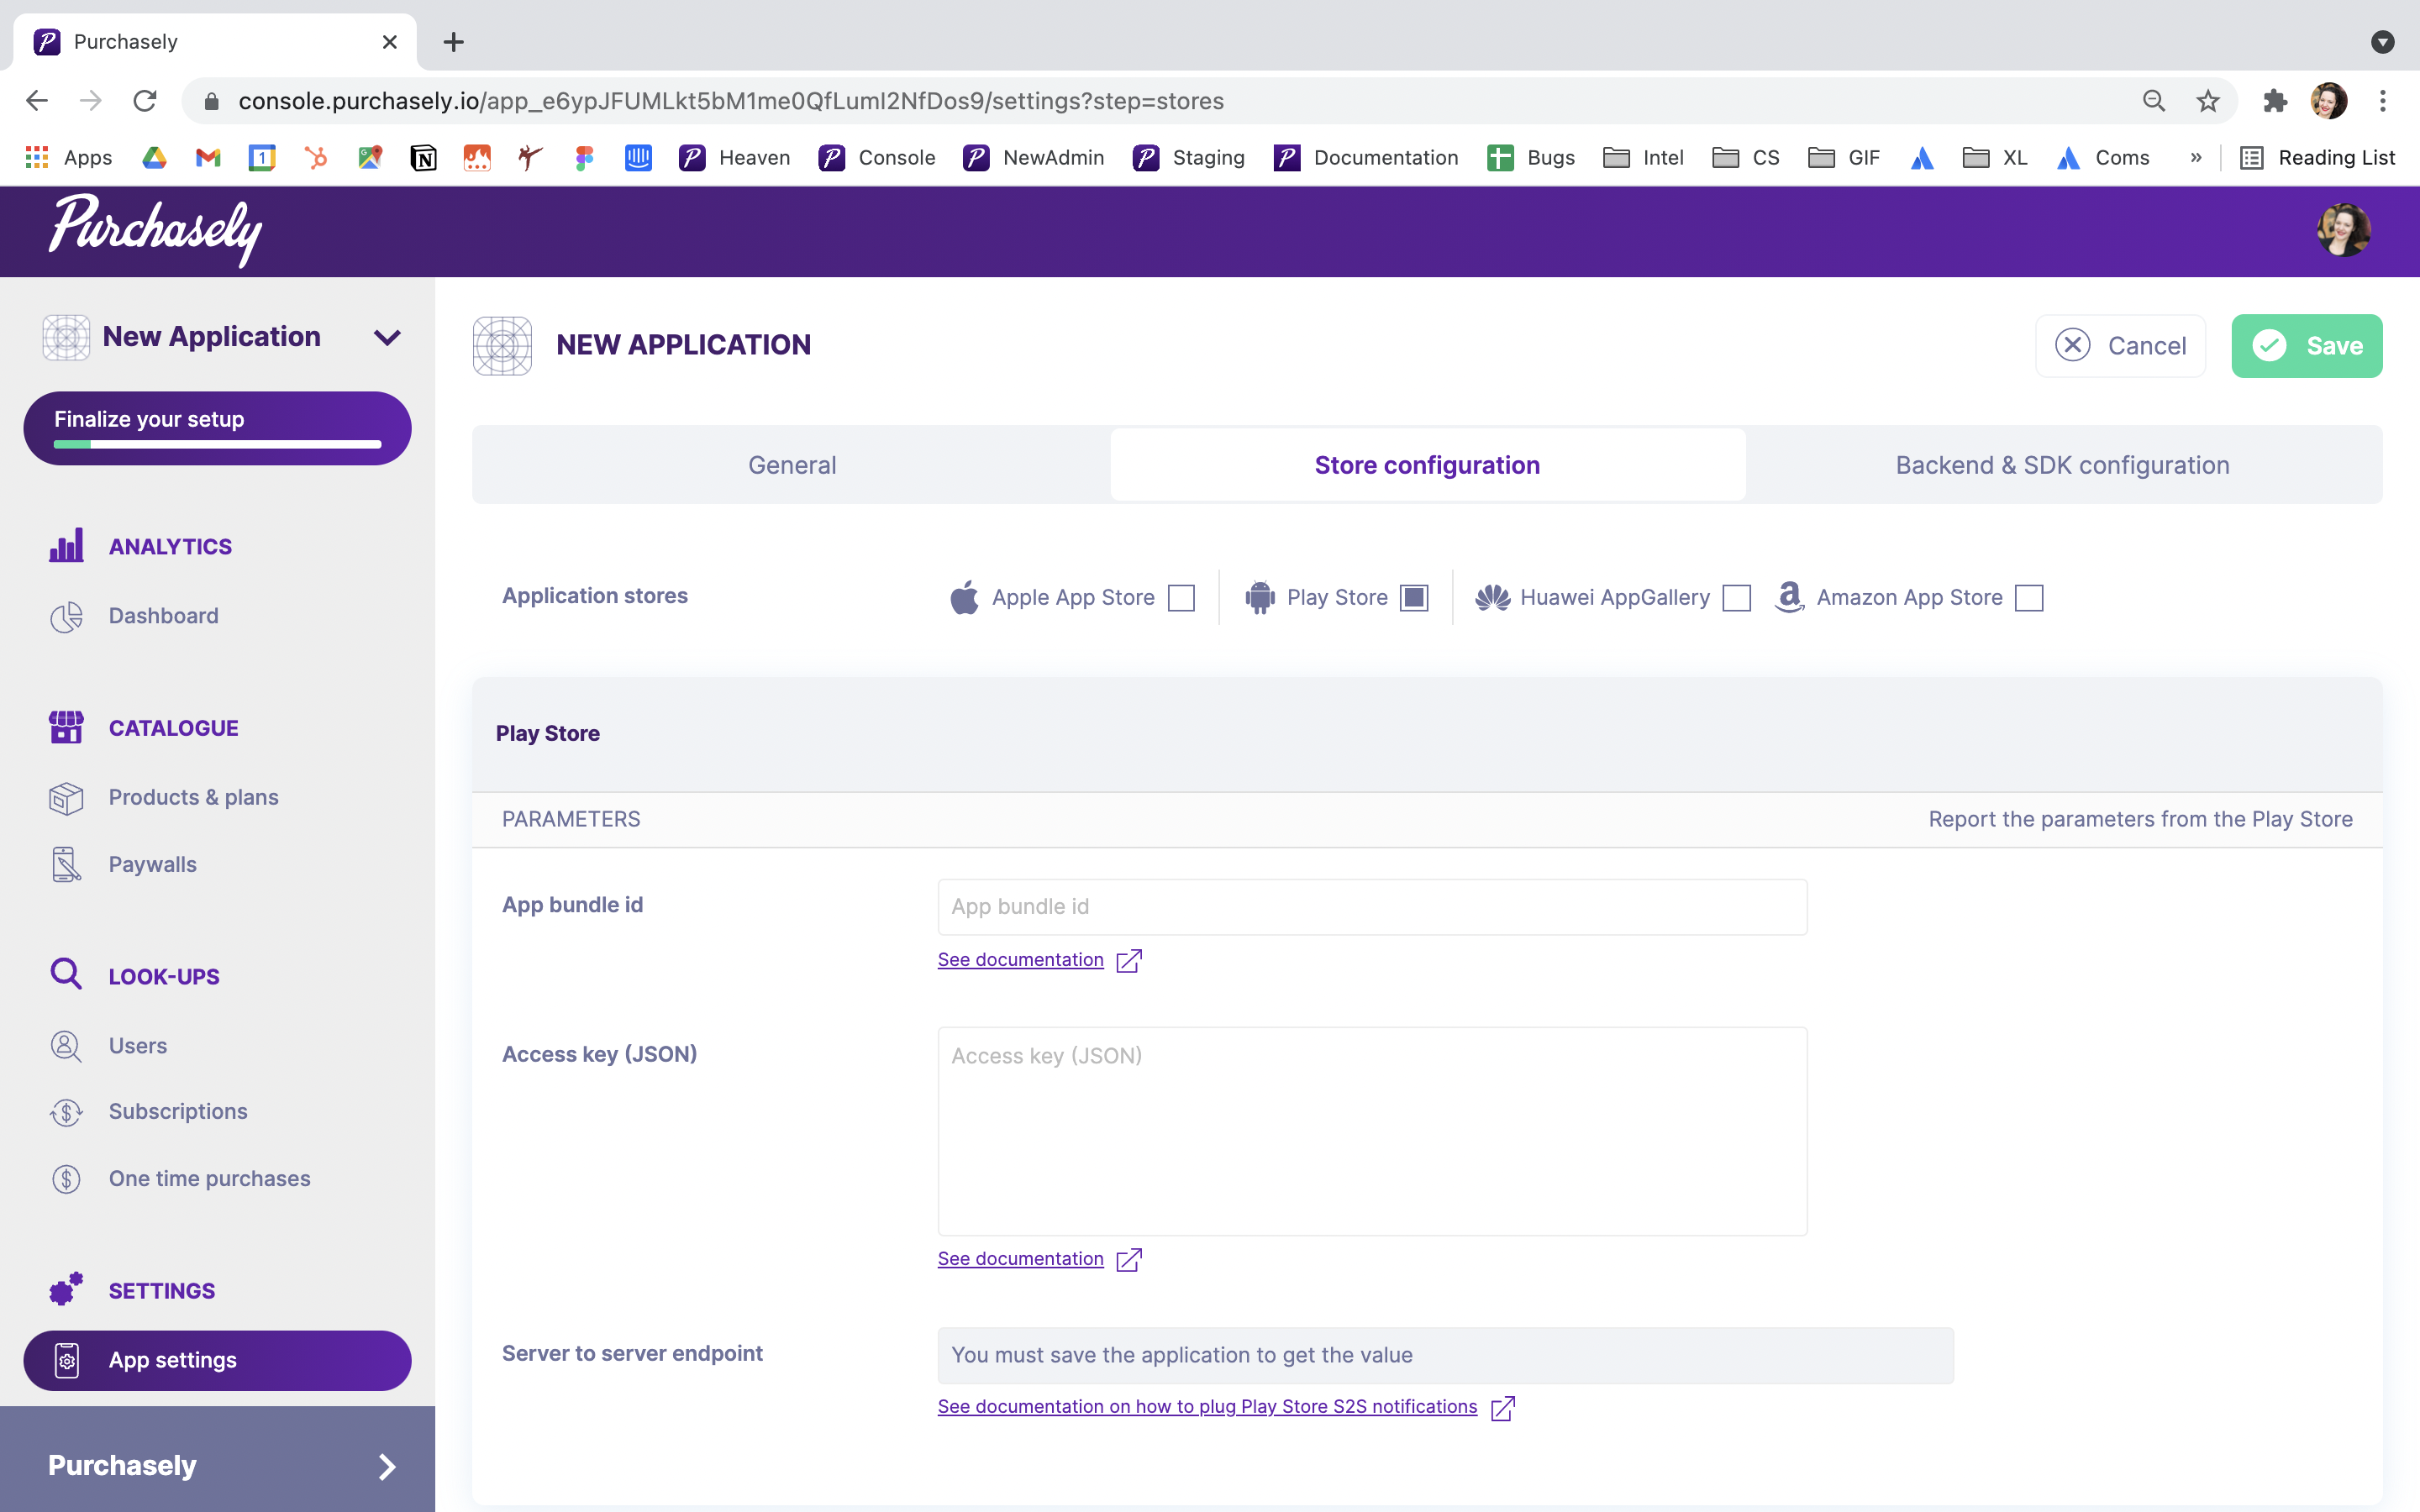 Purchasely
console.purchasely.io/app_e6ypJFUMLkt5bM1me0QfLumI2NfDos9/settings?step=stores
Apps
1
Heaven
Console
NewAdmin
Staging
Documentation
Bugs
Intel
CS
GIF
XL
Coms
»
Reading List
Purchasely
New Application
Finalize your setup
ANALYTICS
Dashboard
CATALOGUE
Products & plans
Paywalls
LOOK-UPS
Users
Subscriptions
One time purchases
SETTINGS
App settings
Purchasely
NEW APPLICATION
Cancel
Save
General
Store configuration
Backend & SDK configuration
Application stores
Apple App Store
Play Store
Huawei AppGallery
Amazon App Store
Play Store
PARAMETERS
Report the parameters from the Play Store
App bundle id
App bundle id
See documentation
Access key (JSON)
Access key (JSON)
See documentation
Server to server endpoint
You must save the application to get the value
See documentation on how to plug Play Store S2S notifications